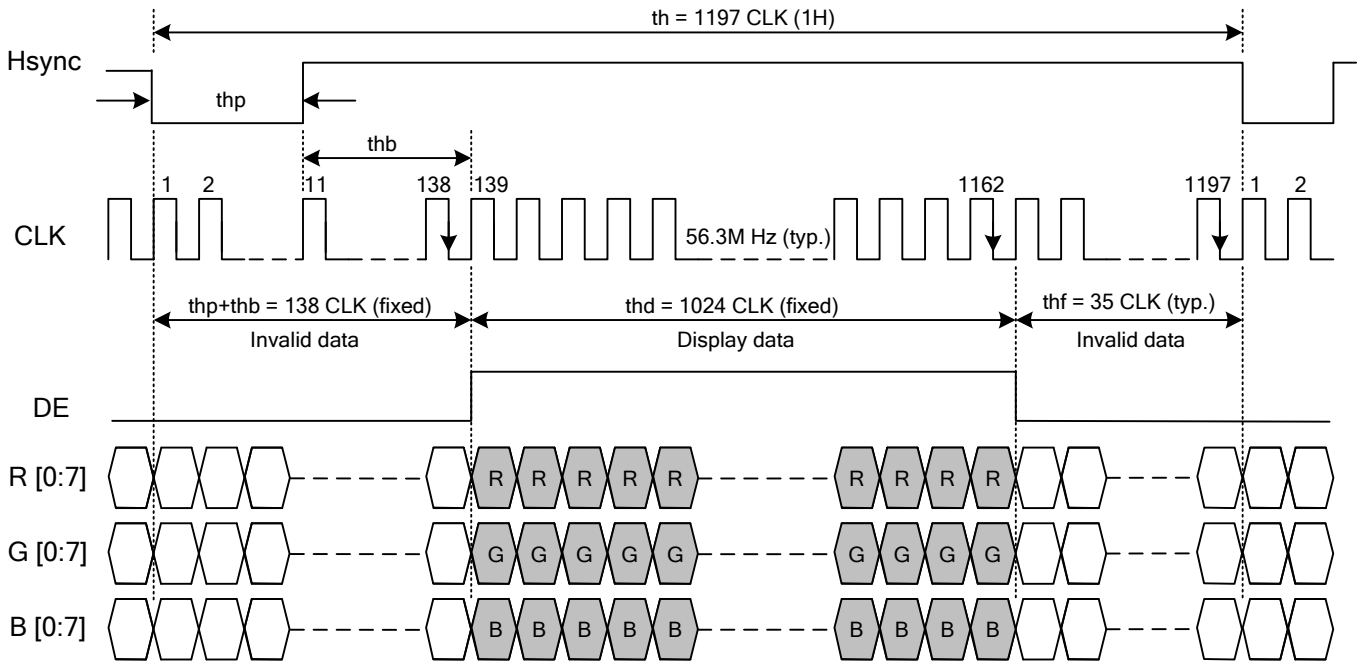 th = 1197 CLK (1H)
Hsync
thp
thb
1 2 11 138 139 1162 1197 1 2
CLK
56.3M Hz (typ.)
thp+thb = 138 CLK (fixed) thd = 1024 CLK (fixed) thf = 35 CLK (typ.)
Invalid data Display data Invalid data
DE
R [0:7] R R R R R R R R R
G [0:7] G G G G G G G G G
B [0:7] B B B B B B B B B